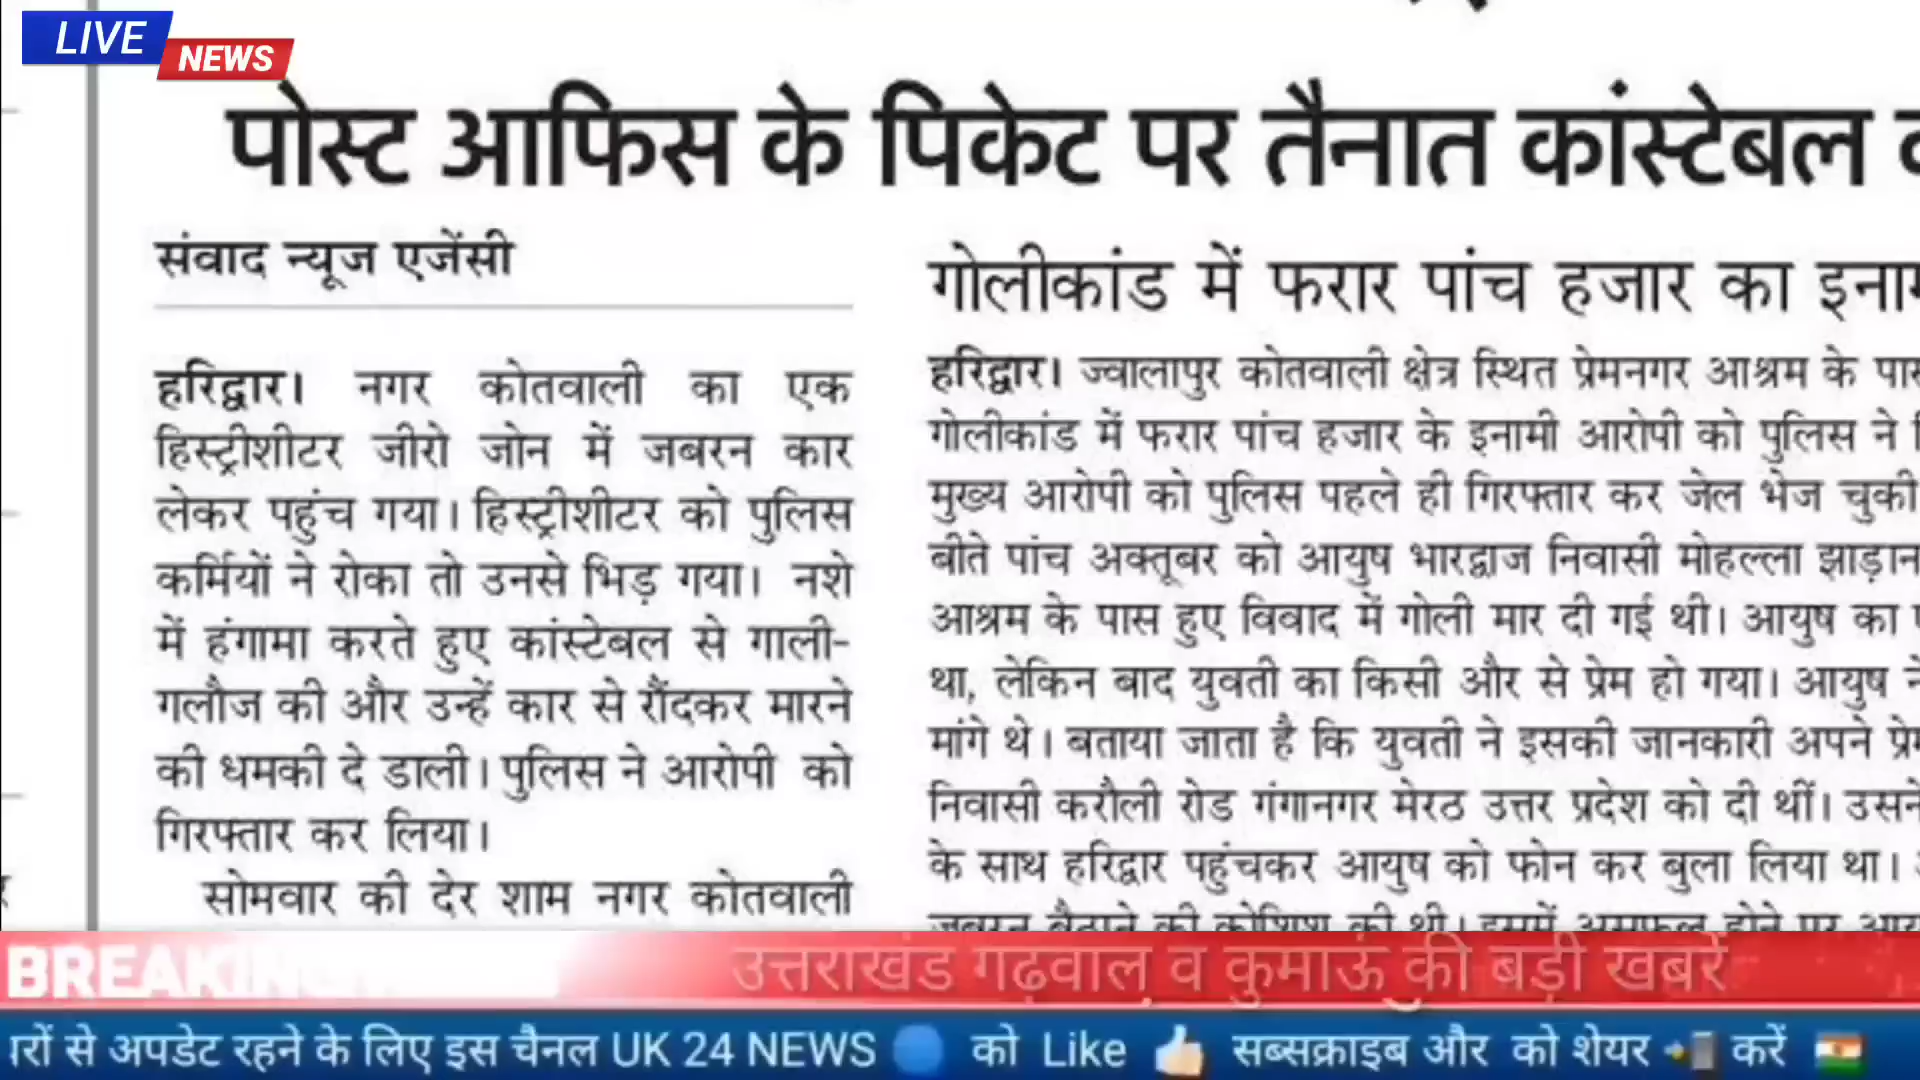 LIVE
NEWS
पोस्ट आफिस के पिकेट पर तैनात कांस्टेबल
संवाद न्यूज एजेंसी
हरिद्वार। नगर कोतवाली का एक
हिस्ट्रीशीटर जीरो जोन में जबरन कार
लेकर पहुंच गया। हिस्ट्रीशीटर को पुलिस
कर्मियों ने रोका तो उनसे भिड़ गया। नशे
में हंगामा करते हुए कांस्टेबल से गाली-
गलौज की और उन्हें कार से रौंदकर मारने
की धमकी दे डाली। पुलिस ने आरोपी को
गिरफ्तार कर लिया।
सोमवार की देर शाम नगर कोतवाली
गोलीकांड में फरार पांच हजार का
हरिद्वार। ज्वालापुर कोतवाली क्षेत्र स्थित प्रेमनगर आश्रम के
गोलीकांड में फरार पांच हजार के इनामी आरोपी को पुलिस ने
मुख्य आरोपी को पुलिस पहले ही गिरफ्तार कर जेल भेज चुकी
बीते पांच अक्तूबर को आयुष भारद्वाज निवासी मोहल्ला
आश्रम के पास हुए विवाद में गोली मार दी गई थी। आयुष का
था, लेकिन बाद युवती का किसी और से प्रेम हो गया। आयुष
मांगे थे। बताया जाता है कि युवती ने इसकी जानकारी अपने
निवासी करौली रोड गंगानगर मेरठ उत्तर प्रदेश को दी थीं।
के साथ हरिद्वार पहुंचकर आयुष को फोन कर बुला लिया था।
जबरन बैठाने की कोशिश की थी। इसमें असफल होने पर
BREAKING
उत्तराखंड गढ़वाल व कुमाऊं की बड़ी खबरें
से अपडेट रहने के लिए इस चैनल UK 24 NEWS 🔵 को Like 👍 सब्सक्राइब और को शेयर 📲 करें 🇮🇳